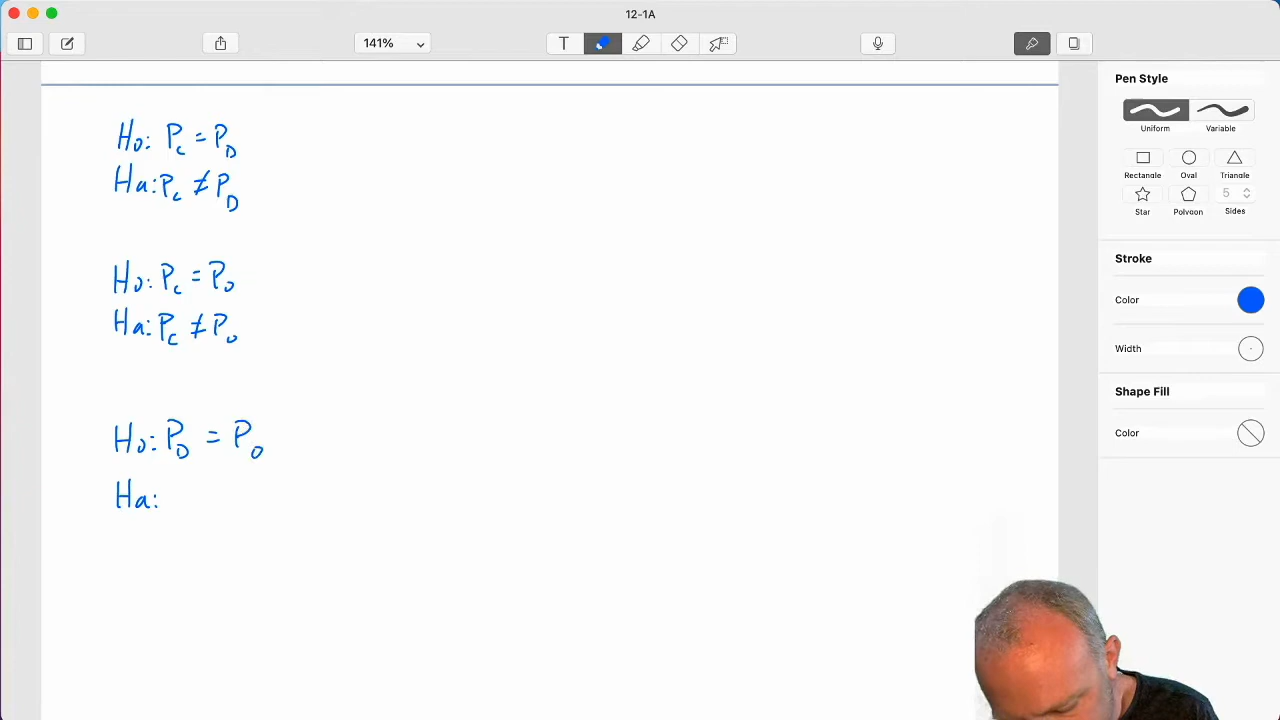 12-1A
141%
T
Pen Style
Uniform Variable
Rectangle Oval Triangle
5
Star Polygon Sides
Stroke
Color
Width
Shape Fill
Color
Ho: Pc = PD
Ha: Pc ≠ PD
Ho: Pc = Po
Ha: Pc ≠ Po
Ho: PD = Po
Ha: